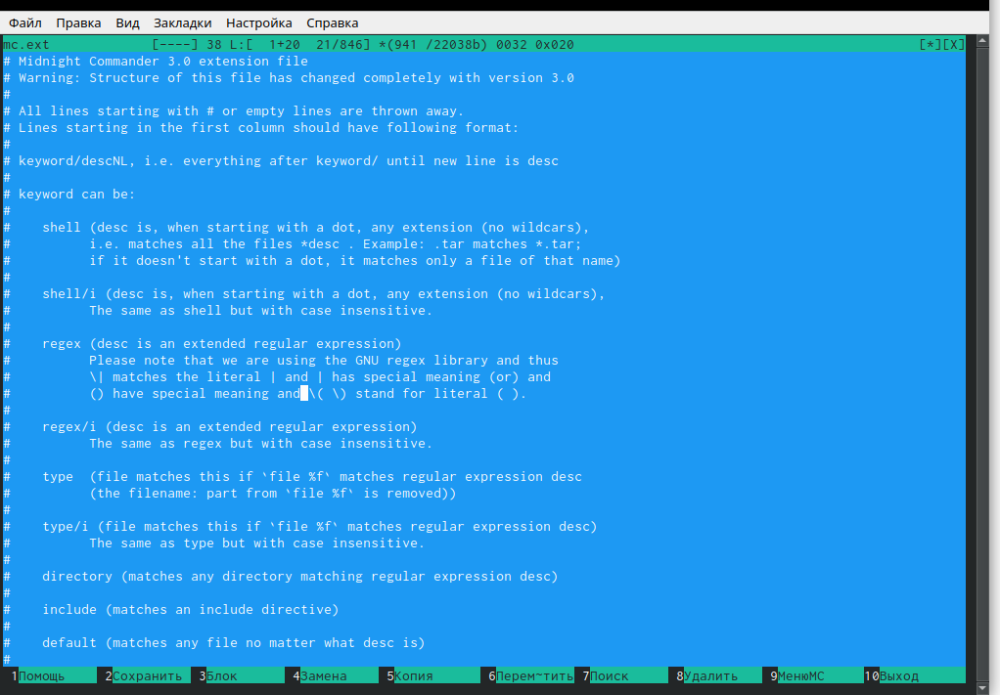 Файл Правка Вид Закладки Настройка Справка
mc.ext [----] 38 L:[ 1+20 21/846] *(941 /22038b) 0032 0x020 [*][X]
# Midnight Commander 3.0 extension file
# Warning: Structure of this file has changed completely with version 3.0
#
# All lines starting with # or empty lines are thrown away.
# Lines starting in the first column should have following format:
#
# keyword/descNL, i.e. everything after keyword/ until new line is desc
#
# keyword can be:
#
#    shell (desc is, when starting with a dot, any extension (no wildcars),
#          i.e. matches all the files *desc . Example: .tar matches *.tar;
#          if it doesn't start with a dot, it matches only a file of that name)
#
#    shell/i (desc is, when starting with a dot, any extension (no wildcars),
#          The same as shell but with case insensitive.
#
#    regex (desc is an extended regular expression)
#          Please note that we are using the GNU regex library and thus
#          \| matches the literal | and | has special meaning (or) and
#          () have special meaning and \( \) stand for literal ( ).
#
#    regex/i (desc is an extended regular expression)
#          The same as regex but with case insensitive.
#
#    type  (file matches this if `file %f` matches regular expression desc
#          (the filename: part from `file %f` is removed))
#
#    type/i (file matches this if `file %f` matches regular expression desc)
#          The same as type but with case insensitive.
#
#    directory (matches any directory matching regular expression desc)
#
#    include (matches an include directive)
#
#    default (matches any file no matter what desc is)
#
1Помощь 2Сохранить 3Блок 4Замена 5Копия 6Перем~тить 7Поиск 8Удалить 9МенюMC 10Выход